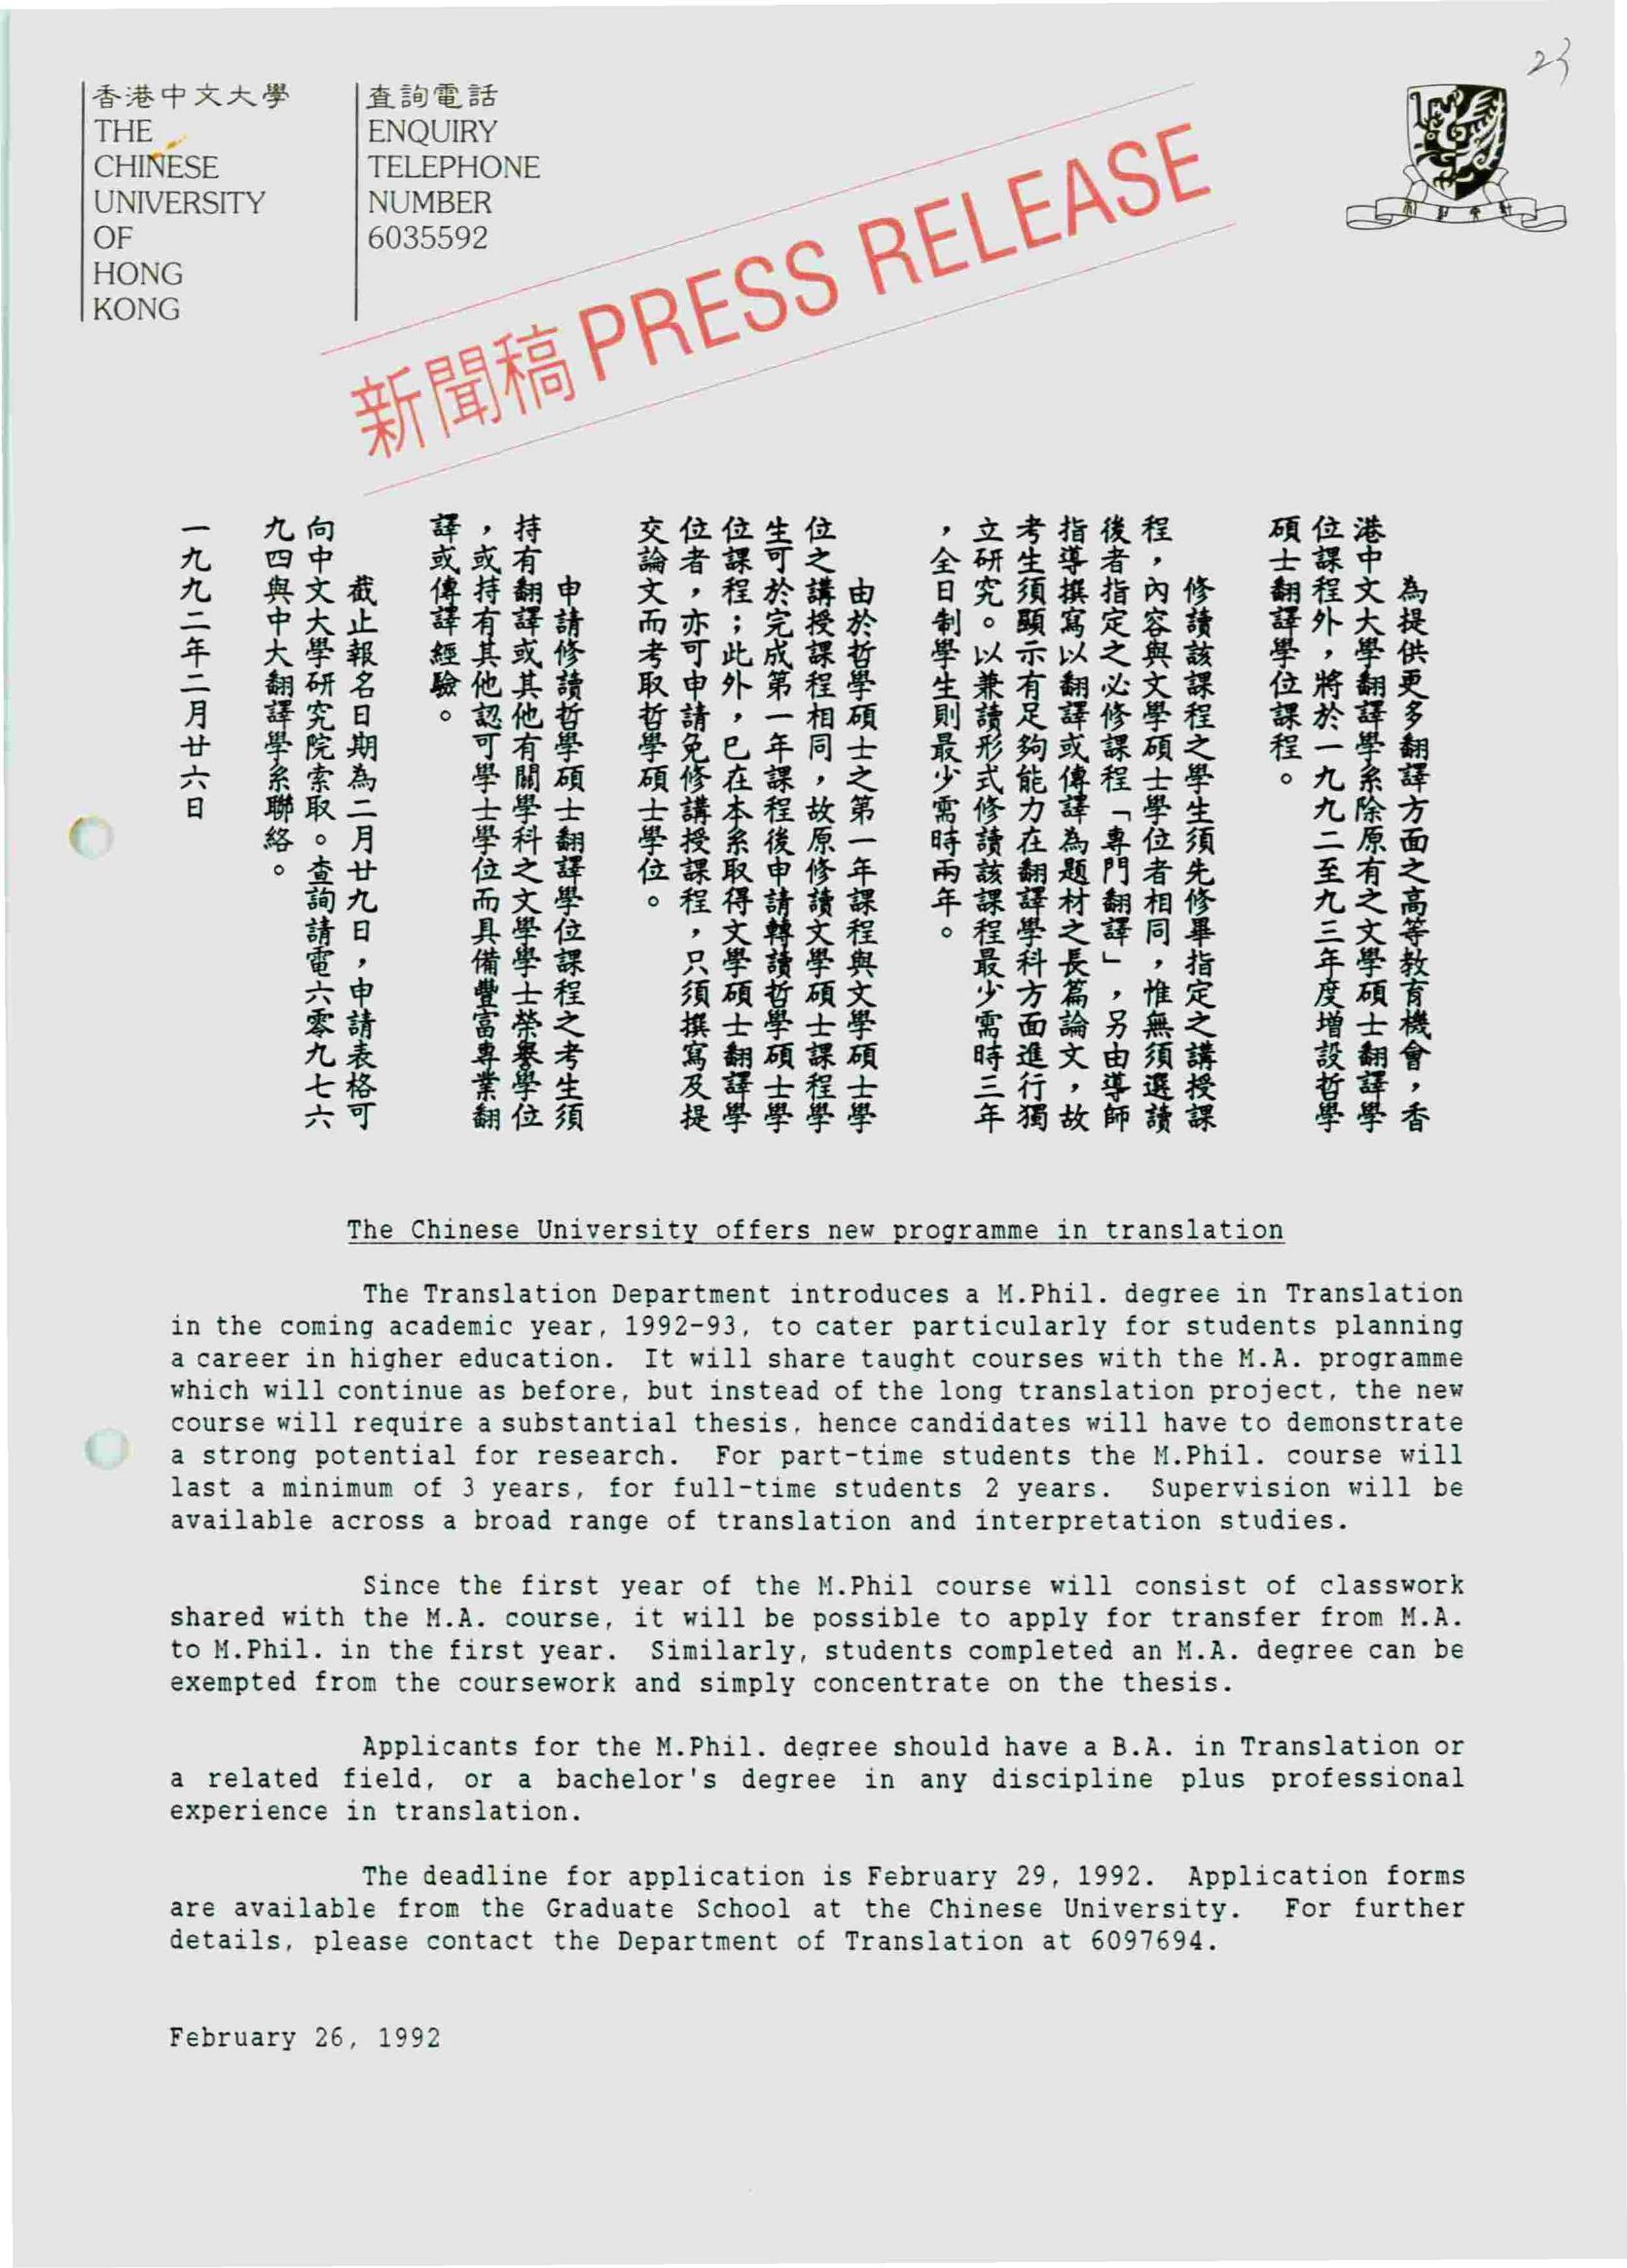 23
香港中文大學
THE
CHINESE
UNIVERSITY
OF
HONG
KONG
查詢電話
ENQUIRY
TELEPHONE
NUMBER
6035592
新聞稿 PRESS RELEASE
為提供更多翻譯方面之高等教育機會，香
港中文大學翻譯學系除原有之文學碩士翻譯學
位課程外，將於一九九二至九三年度增設哲學
碩士翻譯學位課程。
修讀該課程之學生須先修畢指定之講授課
程，內容與文學碩士學位者相同，惟無須選讀
後者指定之必修課程「專門翻譯」，另由導師
指導撰寫以翻譯或傳譯為題材之長篇論文，故
考生須顯示有足夠能力在翻譯學科方面進行獨
立研究。以兼讀形式修讀該課程最少需時三年
，全日制學生則最少需時兩年。
由於哲學碩士之第一年課程與文學碩士學
位之講授課程相同，故原修讀文學碩士課程學
生可於完成第一年課程後申請轉讀哲學碩士學
位課程；此外，已在本系取得文學碩士翻譯學
位者，亦可申請免修講授課程，只須撰寫及提
交論文而考取哲學碩士學位。
申請修讀哲學碩士翻譯學位課程之考生須
持有翻譯或其他有關學科之文學學士榮譽學位
，或持有其他認可學士學位而具備豐富專業翻
譯或傳譯經驗。
截止報名日期為二月廿九日，申請表格可
向中文大學研究院索取。查詢請電六零九七六
九四與中大翻譯學系聯絡。
一九九二年二月廿六日
The Chinese University offers new programme in translation
The Translation Department introduces a M.Phil. degree in Translation
in the coming academic year, 1992-93, to cater particularly for students planning
a career in higher education. It will share taught courses with the M.A. programme
which will continue as before, but instead of the long translation project, the new
course will require a substantial thesis, hence candidates will have to demonstrate
a strong potential for research. For part-time students the M.Phil. course will
last a minimum of 3 years, for full-time students 2 years. Supervision will be
available across a broad range of translation and interpretation studies.
Since the first year of the M.Phil course will consist of classwork
shared with the M.A. course, it will be possible to apply for transfer from M.A.
to M.Phil. in the first year. Similarly, students completed an M.A. degree can be
exempted from the coursework and simply concentrate on the thesis.
Applicants for the M.Phil. degree should have a B.A. in Translation or
a related field, or a bachelor's degree in any discipline plus professional
experience in translation.
The deadline for application is February 29, 1992. Application forms
are available from the Graduate School at the Chinese University. For further
details, please contact the Department of Translation at 6097694.
February 26, 1992